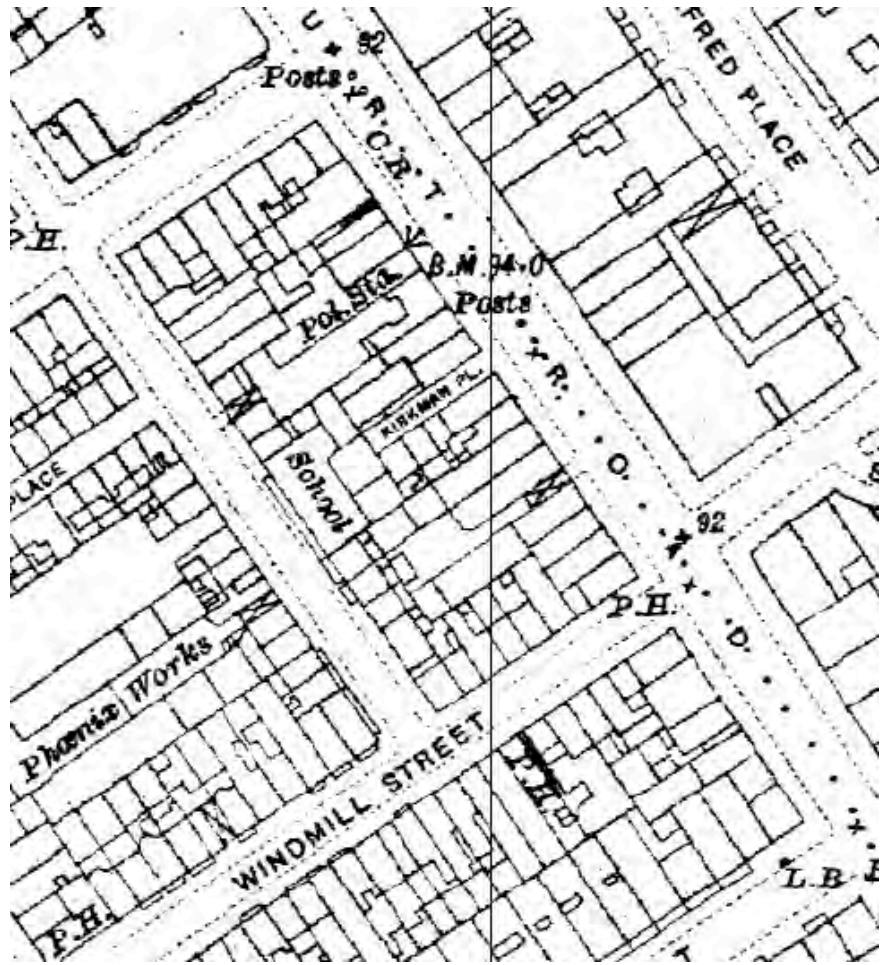 U
92
Posts
R.
C.R.
T.
FRED PLACE
.H.
B.M. 94.0
Posts
Pol. Sta.
R.
KIRKMAN PL.
School
PLACE
O.
92
A.
P.H.
D.
Phœnix Works
WINDMILL STREET
P.H.
P.H.
L.B.